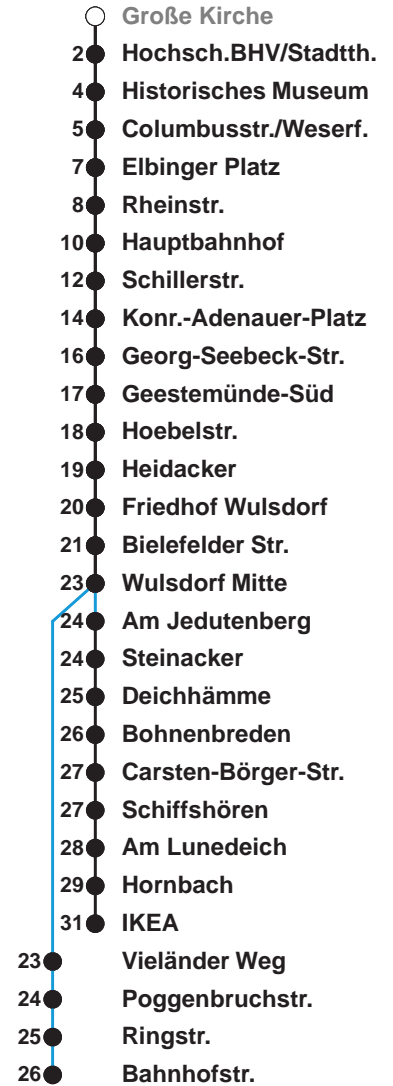 Große Kirche
2 Hochsch.BHV/Stadtth.
4 Historisches Museum
5 Columbusstr./Weserf.
7 Elbinger Platz
8 Rheinstr.
10 Hauptbahnhof
12 Schillerstr.
14 Konr.-Adenauer-Platz
16 Georg-Seebeck-Str.
17 Geestemünde-Süd
18 Hoebelstr.
19 Heidacker
20 Friedhof Wulsdorf
21 Bielefelder Str.
23 Wulsdorf Mitte
24 Am Jedutenberg
24 Steinacker
25 Deichhämme
26 Bohnenbreden
27 Carsten-Börger-Str.
27 Schiffshören
28 Am Lunedeich
29 Hornbach
31 IKEA
23 Vieländer Weg
24 Poggenbruchstr.
25 Ringstr.
26 Bahnhofstr.